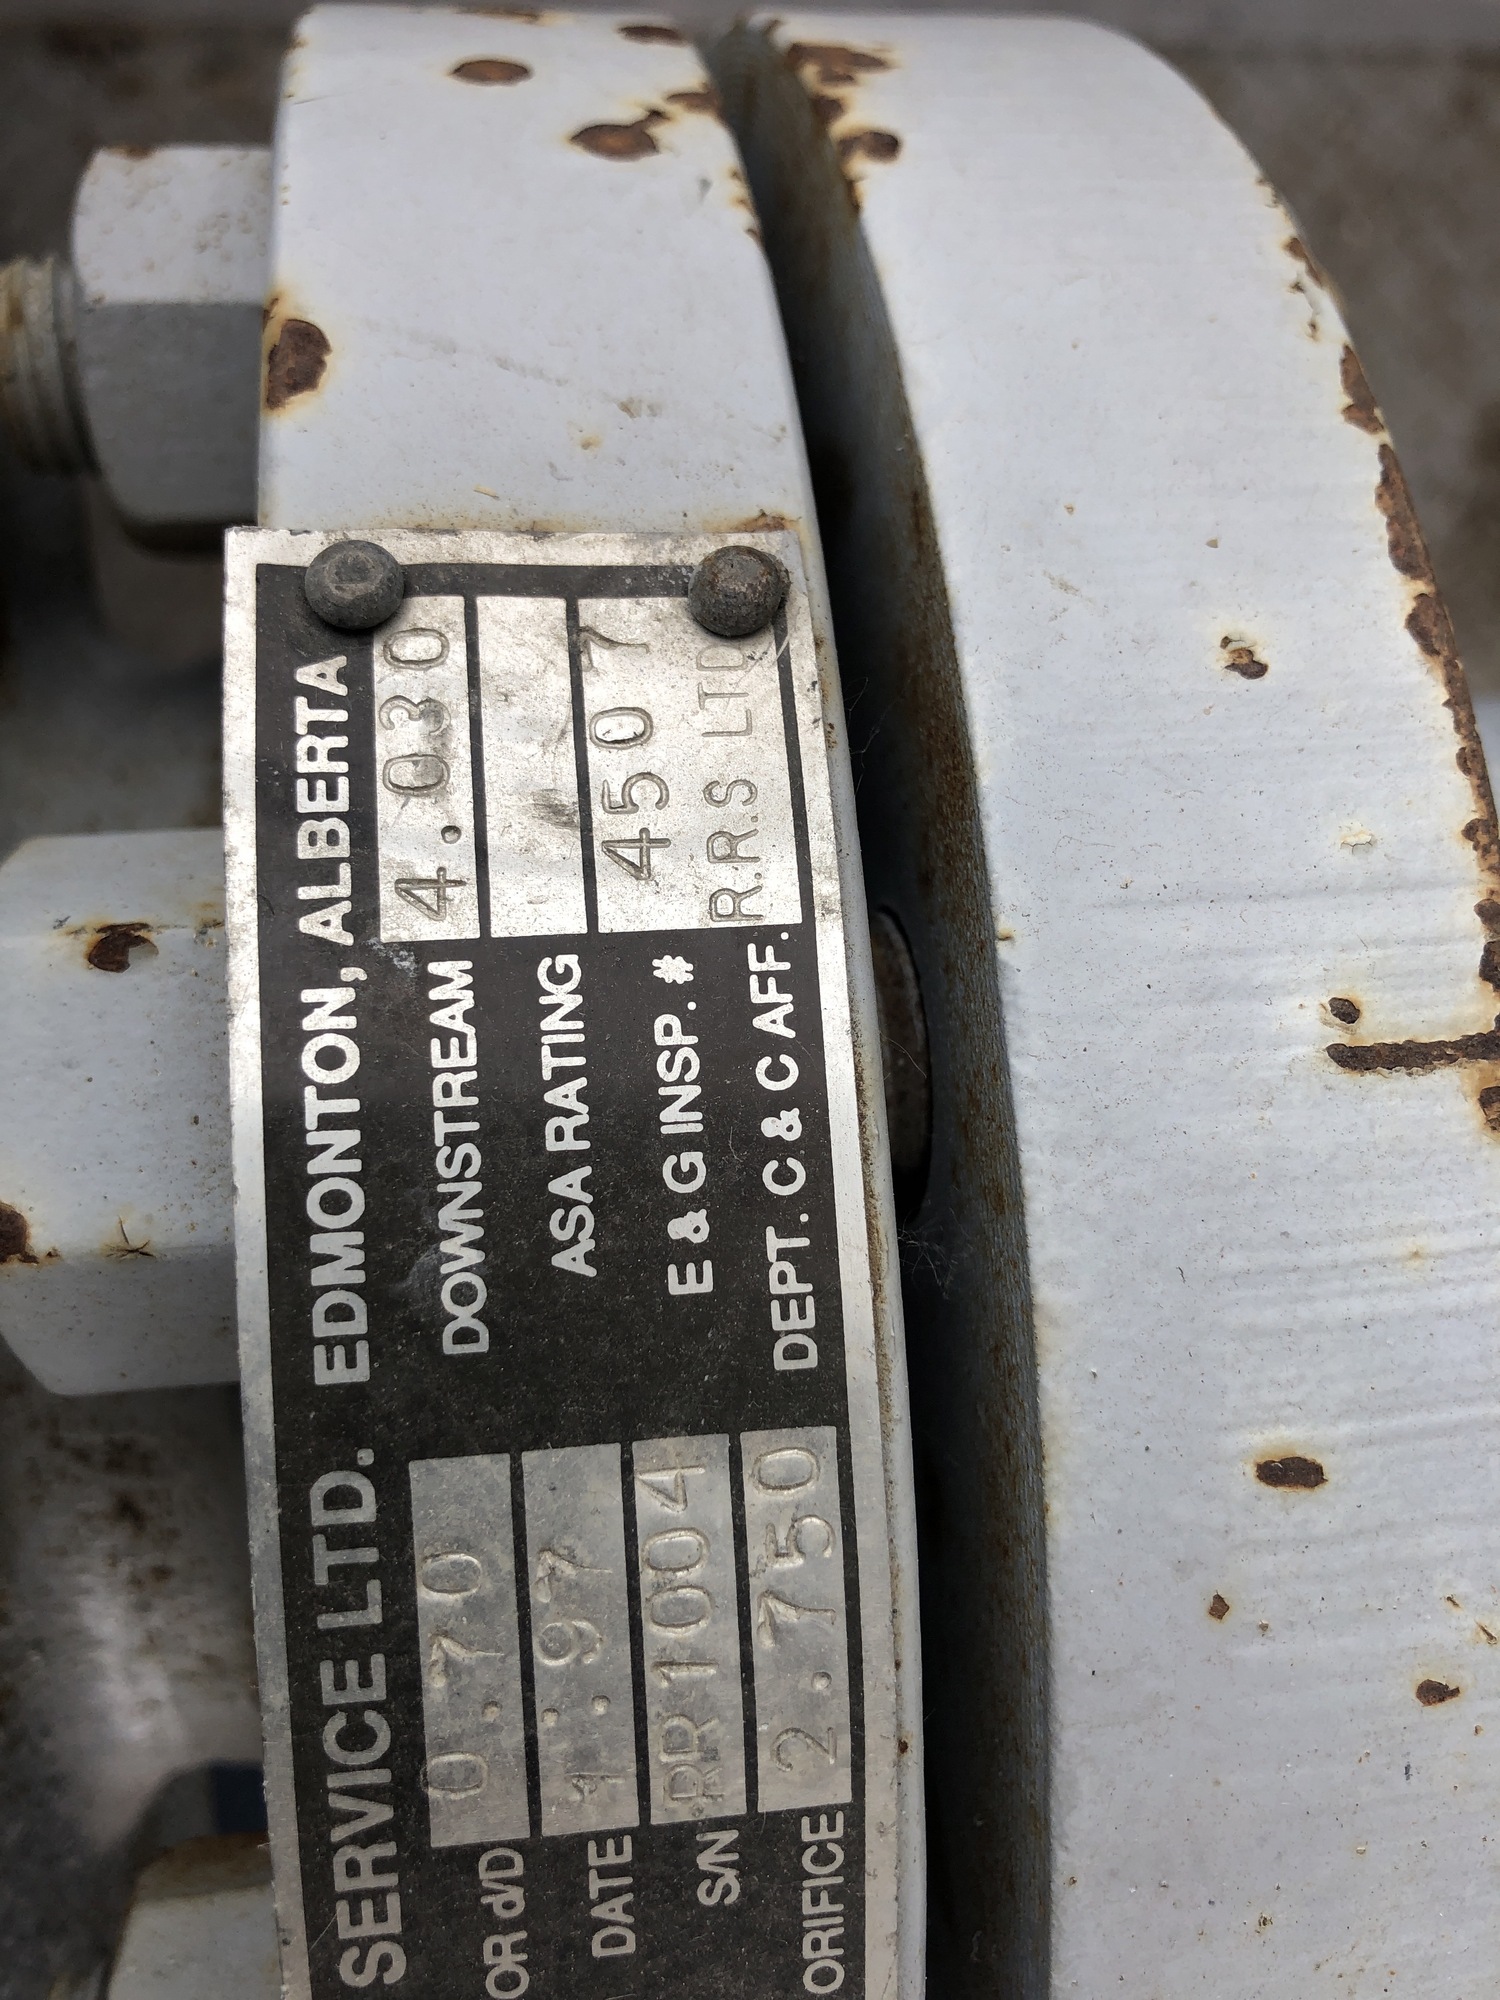 SERVICE LTD. EDMONTON, ALBERTA
OR d/D 0.70 DOWNSTREAM 4.030
DATE 1:.97 ASA RATING
S/N RR1004 E & G INSP. # 4507
ORIFICE 2.750 DEPT. C & C AFF. R.R.S LTD